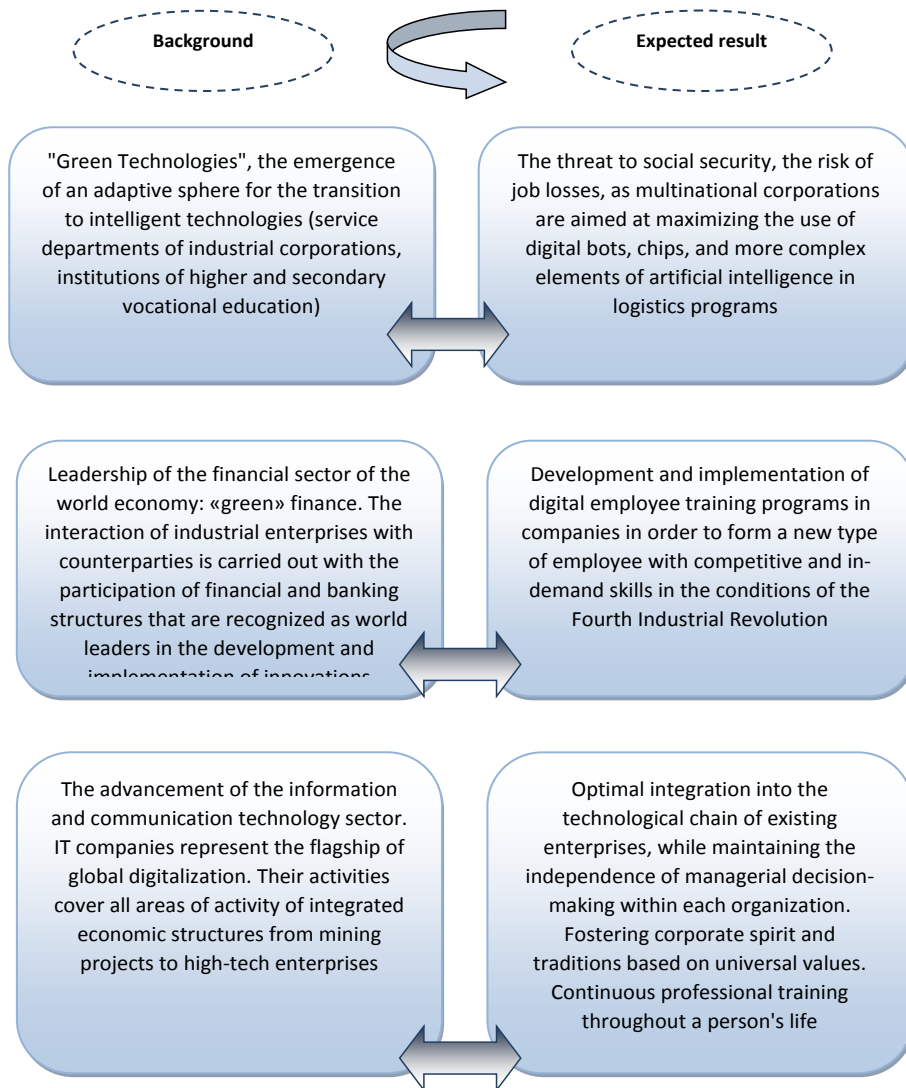 Background
Expected result
"Green Technologies", the emergence
of an adaptive sphere for the transition
to intelligent technologies (service
departments of industrial corporations,
institutions of higher and secondary
vocational education)
The threat to social security, the risk of
job losses, as multinational corporations
are aimed at maximizing the use of
digital bots, chips, and more complex
elements of artificial intelligence in
logistics programs
Leadership of the financial sector of the
world economy: «green» finance. The
interaction of industrial enterprises with
counterparties is carried out with the
participation of financial and banking
structures that are recognized as world
leaders in the development and
implementation of innovations
Development and implementation of
digital employee training programs in
companies in order to form a new type
of employee with competitive and in-
demand skills in the conditions of the
Fourth Industrial Revolution
The advancement of the information
and communication technology sector.
IT companies represent the flagship of
global digitalization. Their activities
cover all areas of activity of integrated
economic structures from mining
projects to high-tech enterprises
Optimal integration into the
technological chain of existing
enterprises, while maintaining the
independence of managerial decision-
making within each organization.
Fostering corporate spirit and
traditions based on universal values.
Continuous professional training
throughout a person's life